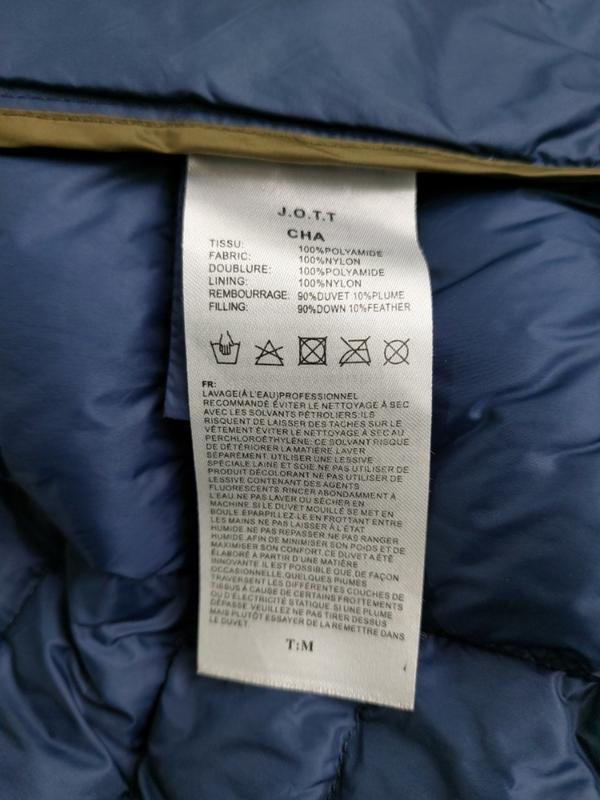 J.O.T.T
CHA
TISSU: 100%POLYAMIDE
FABRIC: 100%NYLON
DOUBLURE: 100%POLYAMIDE
LINING: 100%NYLON
REMBOURRAGE: 90%DUVET 10%PLUME
FILLING: 90%DOWN 10%FEATHER
FR:
LAVAGE(À L'EAU)PROFESSIONNEL
RECOMMANDÉ ÉVITER LE NETTOYAGE À SEC
AVEC LES SOLVANTS PÉTROLIERS:ILS
RISQUENT DE LAISSER DES TACHES SUR LE
VÊTEMENT ÉVITER LE NETTOYAGE À SEC AU
PERCHLOROÉTHYLÈNE: CE SOLVANT RISQUE
DE DÉTÉRIORER LA MATIÈRE LAVER
SÉPARÉMENT. UTILISER UNE LESSIVE
SPÉCIALE LAINE ET SOIE.NE PAS UTILISER DE
PRODUIT DÉCOLORANT NE PAS UTILISER DE
LESSIVE CONTENANT DES AGENTS
FLUORESCENTS. RINCER ABONDAMMENT À
L'EAU.NE PAS LAVER OU SÉCHER EN
MACHINE SI LE DUVET MOUILLÉ SE MET EN
BOULE.ÉPARPILLEZ-LE EN FROTTANT ENTRE
LES MAINS NE PAS LAISSER À L'ÉTAT
HUMIDE.NE PAS REPASSER.NE PAS RANGER
HUMIDE.AFIN DE MINIMISER SON POIDS ET DE
MAXIMISER SON CONFORT,CE DUVET A ÉTÉ
ÉLABORÉ À PARTIR D'UNE MATIÈRE
INNOVANTE.IL EST POSSIBLE QUE,DE FAÇON
OCCASIONNELLE,QUELQUES PLUMES
TRAVERSENT LES DIFFÉRENTES COUCHES DE
TISSUS À CAUSE DE CERTAINS FROTTEMENTS
OU D'ÉLECTRICITÉ STATIQUE. SI UNE PLUME
DÉPASSE VEUILLEZ NE PAS TIRER DESSUS
MAIS PLUTÔT ESSAYER DE LA REMETTRE DANS
LE DUVET.
T:M